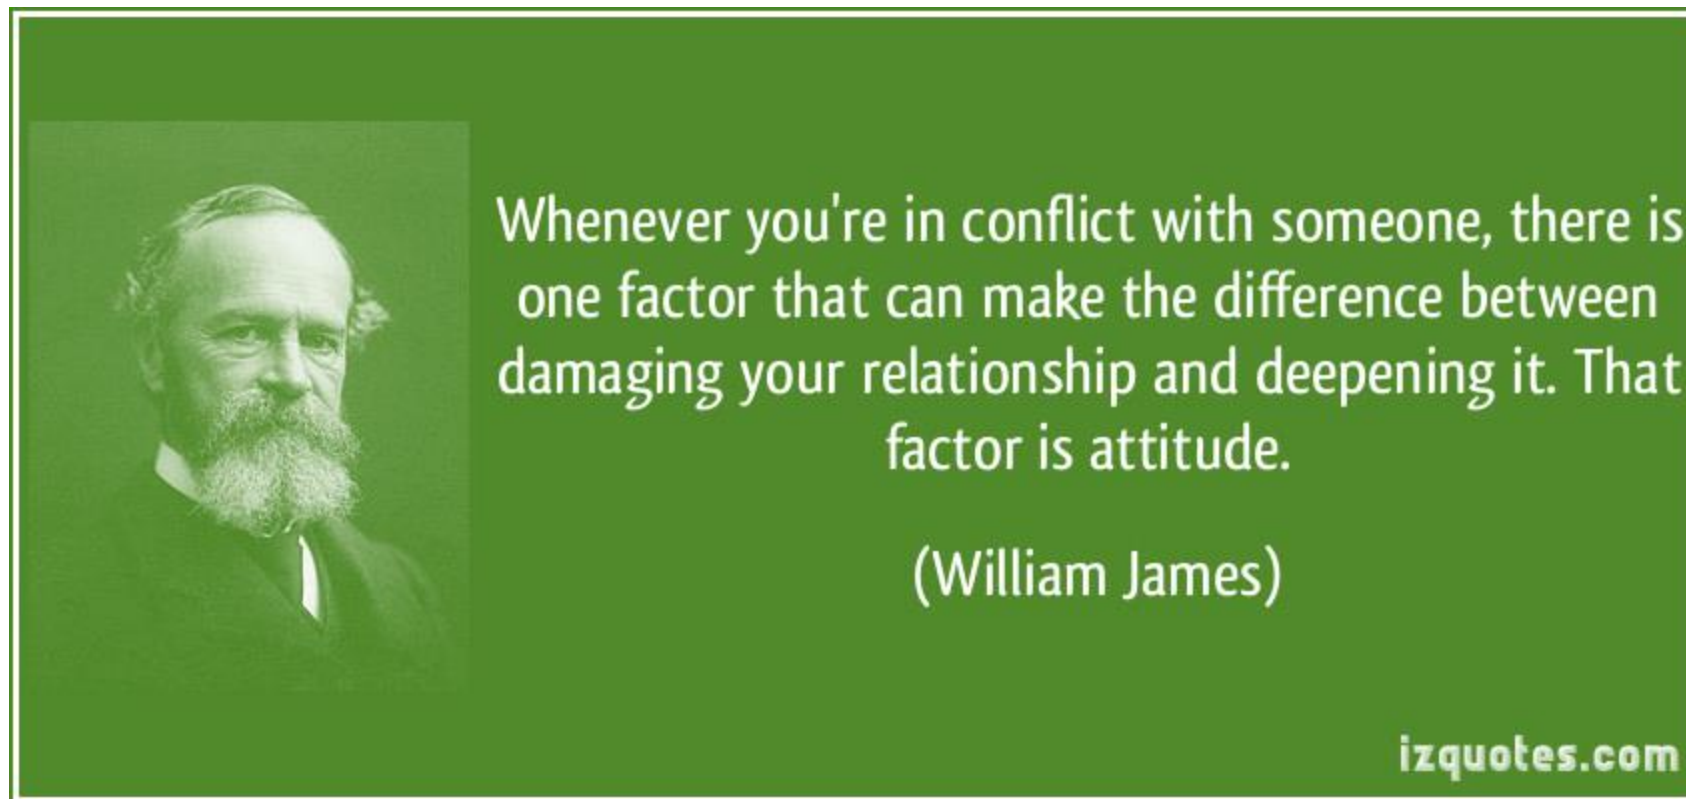 Whenever you're in conflict with someone, there is
one factor that can make the difference between
damaging your relationship and deepening it. That
factor is attitude.
(William James)
izquotes.com